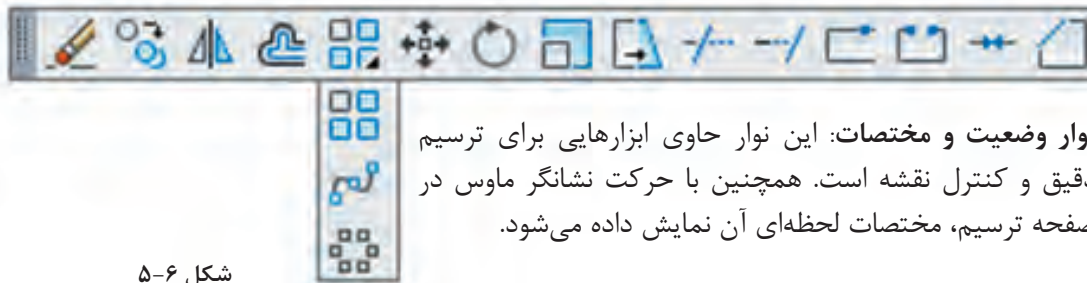 وار وضعیت و مختصات: این نوار حاوی ابزارهایی برای ترسیم
دقیق و کنترل نقشه است. همچنین با حرکت نشانگر ماوس در
صفحه ترسیم، مختصات لحظه‌ای آن نمایش داده می‌شود.
شکل ۶-۵